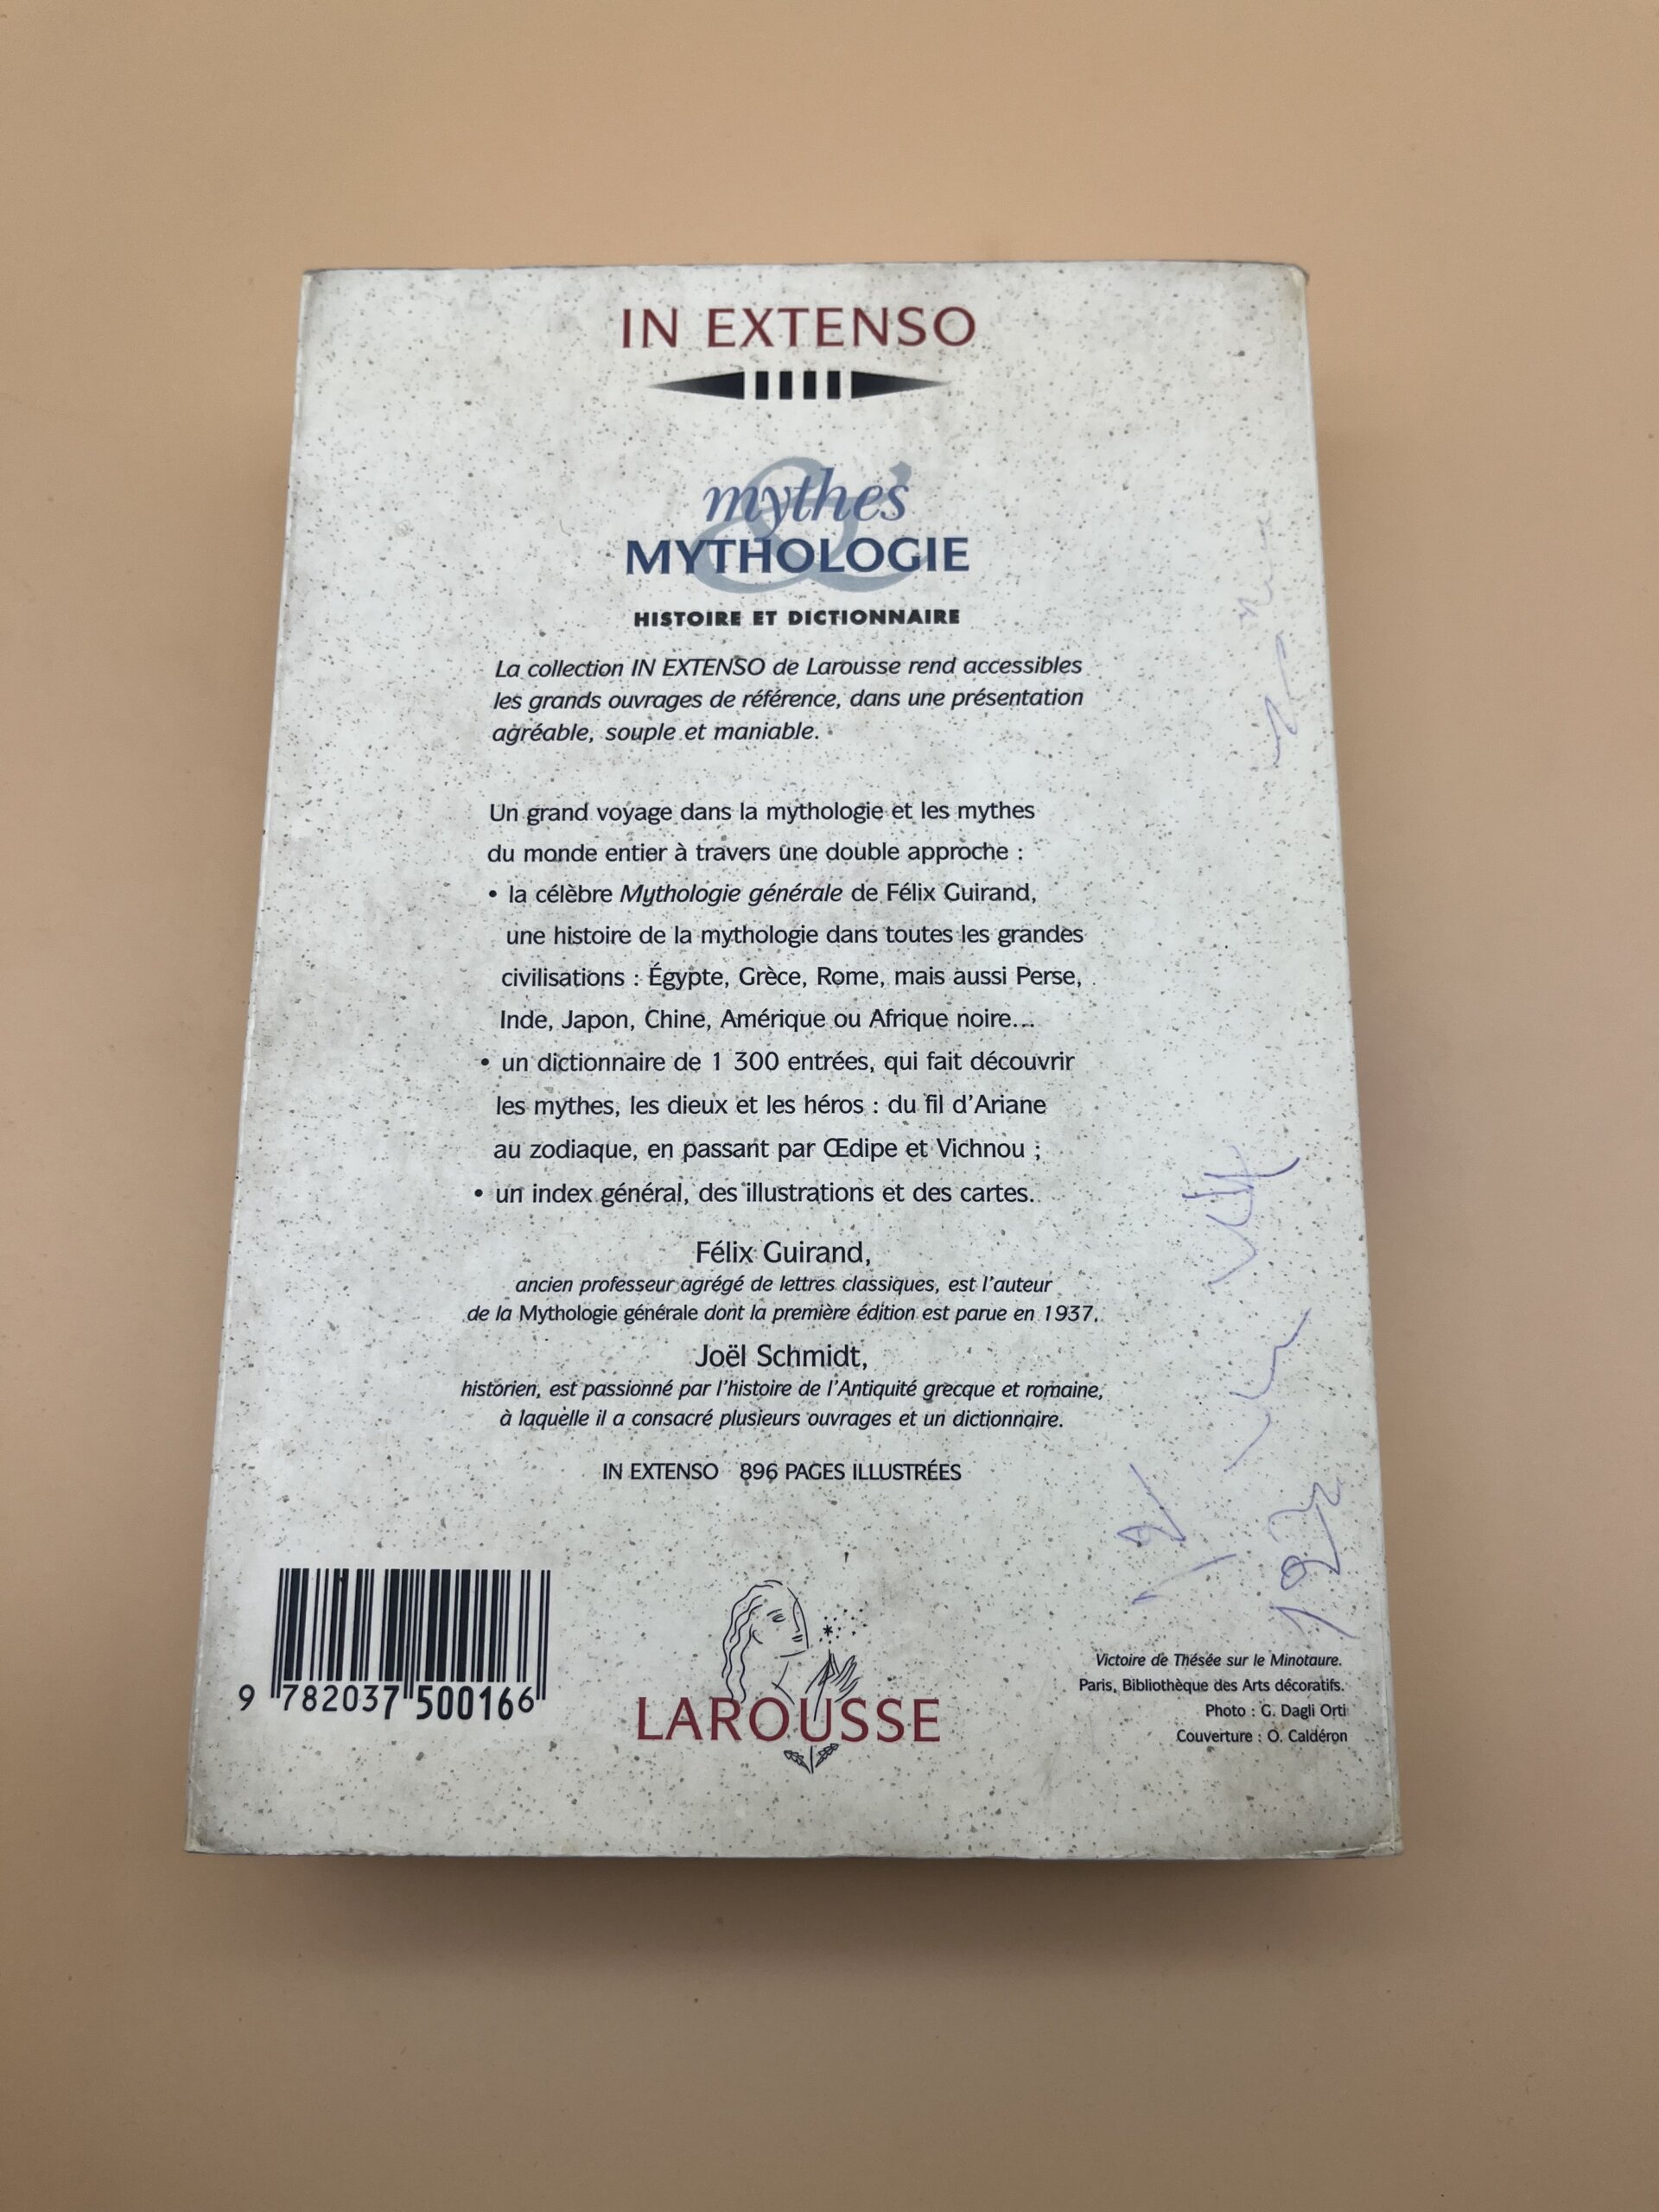 IN EXTENSO
mythes
&
MYTHOLOGIE
HISTOIRE ET DICTIONNAIRE
La collection IN EXTENSO de Larousse rend accessibles
les grands ouvrages de référence, dans une présentation
agréable, souple et maniable.
Un grand voyage dans la mythologie et les mythes
du monde entier à travers une double approche :
• la célèbre Mythologie générale de Félix Guirand,
une histoire de la mythologie dans toutes les grandes
civilisations : Égypte, Grèce, Rome, mais aussi Perse,
Inde, Japon, Chine, Amérique ou Afrique noire...
• un dictionnaire de 1 300 entrées, qui fait découvrir
les mythes, les dieux et les héros : du fil d'Ariane
au zodiaque, en passant par Œdipe et Vichnou ;
• un index général, des illustrations et des cartes.
Félix Guirand,
ancien professeur agrégé de lettres classiques, est l'auteur
de la Mythologie générale dont la première édition est parue en 1937.
Joël Schmidt,
historien, est passionné par l'histoire de l'Antiquité grecque et romaine,
à laquelle il a consacré plusieurs ouvrages et un dictionnaire.
IN EXTENSO 896 PAGES ILLUSTRÉES
9 782037 500166
LAROUSSE
Victoire de Thésée sur le Minotaure.
Paris, Bibliothèque des Arts décoratifs.
Photo : G. Dagli Orti
Couverture : O. Caldéron